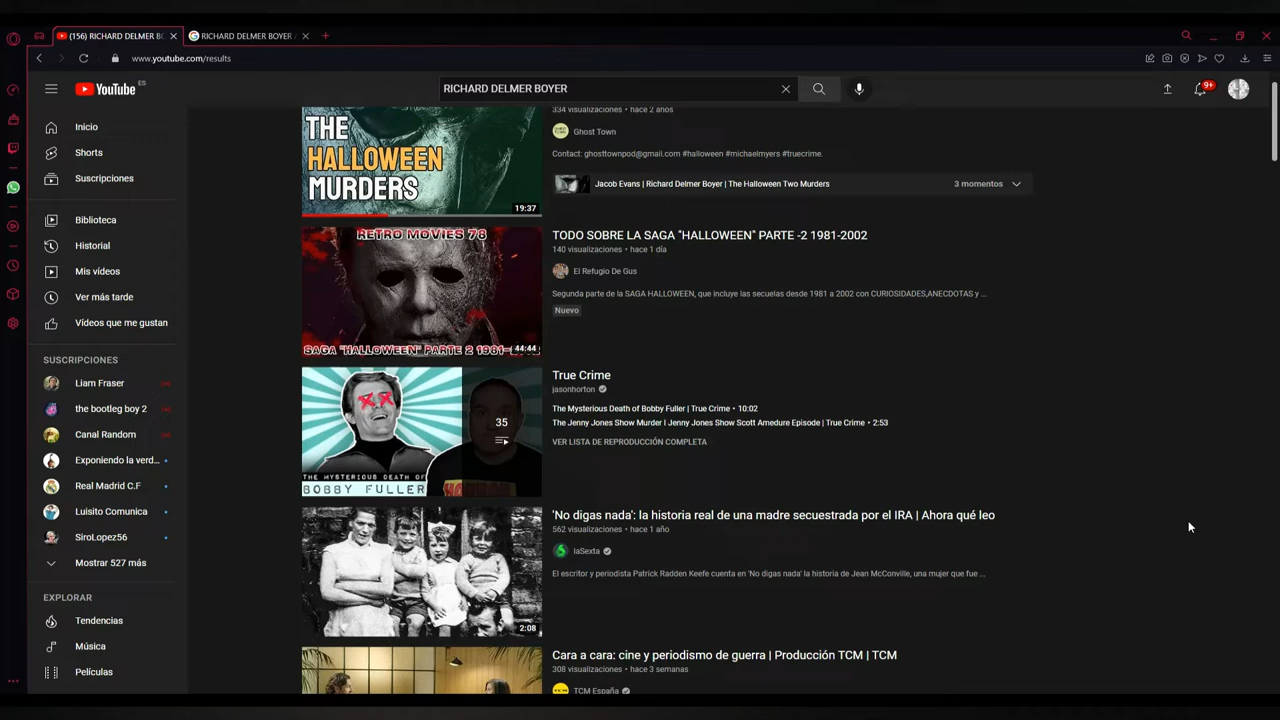 (156) RICHARD DELMER BO
RICHARD DELMER BOYER A
www.youtube.com/results
YouTube ES
RICHARD DELMER BOYER
9+
Inicio
Shorts
Suscripciones
Biblioteca
Historial
Mis vídeos
Ver más tarde
Vídeos que me gustan
SUSCRIPCIONES
Liam Fraser
the bootleg boy 2
Canal Random
Exponiendo la verd...
Real Madrid C.F
Luisito Comunica
SiroLopez56
Mostrar 527 más
EXPLORAR
Tendencias
Música
Películas
THE
HALLOWEEN
MURDERS
19:37
334 visualizaciones • hace 2 años
Ghost Town
Contact: ghosttownpod@gmail.com #halloween #michaelmyers #truecrime.
Jacob Evans | Richard Delmer Boyer | The Halloween Two Murders
3 momentos
RETRO MOVIES 78
SAGA "HALLOWEEN" PARTE 2 1981-2002
44:44
TODO SOBRE LA SAGA "HALLOWEEN" PARTE -2 1981-2002
140 visualizaciones • hace 1 día
El Refugio De Gus
Segunda parte de la SAGA HALLOWEEN, que incluye las secuelas desde 1981 a 2002 con CURIOSIDADES,ANECDOTAS y ...
Nuevo
35
THE MYSTERIOUS DEATH OF
BOBBY FULLER
True Crime
jasonhorton
The Mysterious Death of Bobby Fuller | True Crime • 10:02
The Jenny Jones Show Murder l Jenny Jones Show Scott Amedure Episode | True Crime • 2:53
VER LISTA DE REPRODUCCIÓN COMPLETA
2:08
'No digas nada': la historia real de una madre secuestrada por el IRA | Ahora qué leo
562 visualizaciones • hace 1 año
laSexta
El escritor y periodista Patrick Radden Keefe cuenta en 'No digas nada' la historia de Jean McConville, una mujer que fue ...
Cara a cara: cine y periodismo de guerra | Producción TCM | TCM
308 visualizaciones • hace 3 semanas
TCM España